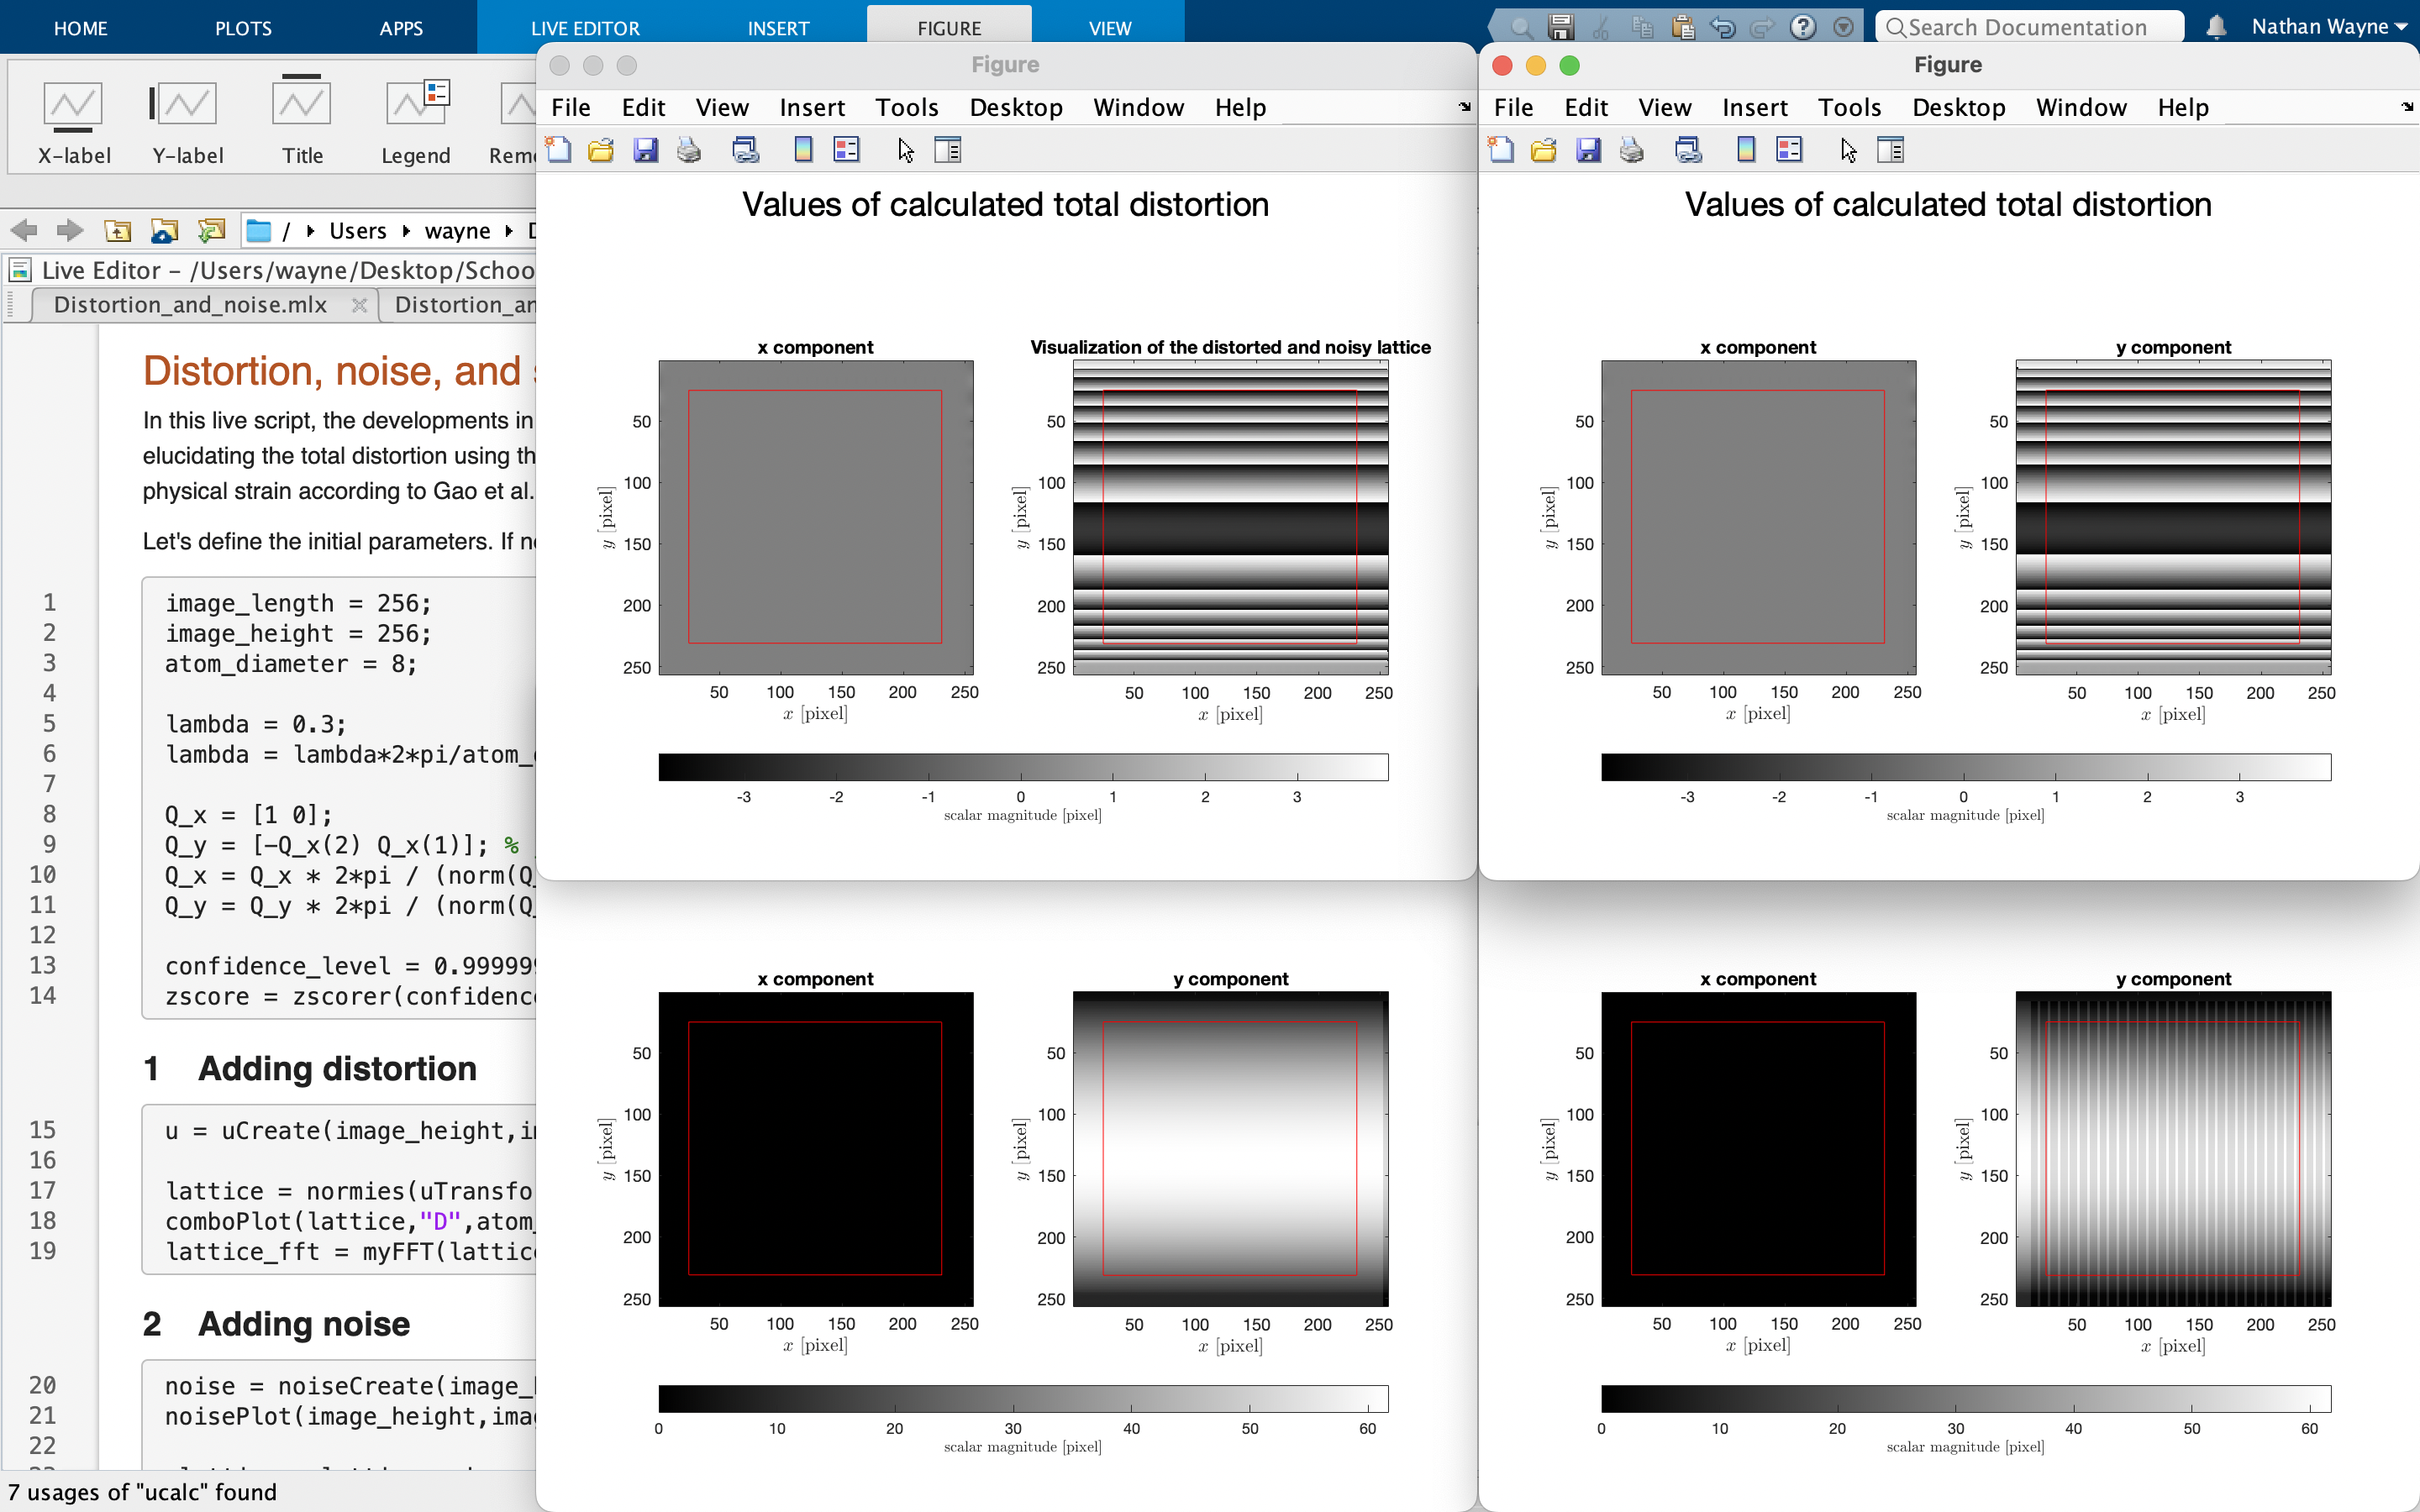 HOME PLOTS APPS LIVE EDITOR INSERT FIGURE VIEW
Search Documentation
Nathan Wayne
X-label Y-label Title Legend
/ Users wayne
Live Editor – /Users/wayne/Desktop/
Distortion_and_noise.mlx
Distortion, noise, and
In this live script, the developments in
elucidating the total distortion using
physical strain according to Gao et al.
Let's define the initial parameters. If
1 image_length = 256;
2 image_height = 256;
3 atom_diameter = 8;
4
5 lambda = 0.3;
6 lambda = lambda*2*pi/atom_
7
8 Q_x = [1 0];
9 Q_y = [-Q_x(2) Q_x(1)]; %
10 Q_x = Q_x * 2*pi / (norm(Q_
11 Q_y = Q_y * 2*pi / (norm(Q_
12
13 confidence_level = 0.999999
14 zscore = zscorer(confidence
1 Adding distortion
15 u = uCreate(image_height,
16
17 lattice = normies(uTransfo
18 comboPlot(lattice,"D",atom_
19 lattice_fft = myFFT(lattice
2 Adding noise
20 noise = noiseCreate(image_
21 noisePlot(image_height,
22
7 usages of "ucalc" found
Figure
File Edit View Insert Tools Desktop Window Help
Values of calculated total distortion
x component
50
100
150
200
250
y [pixel]
50 100 150 200 250
x [pixel]
Visualization of the distorted and noisy lattice
50
100
150
200
250
y [pixel]
50 100 150 200 250
x [pixel]
-3 -2 -1 0 1 2 3
scalar magnitude [pixel]
Figure
File Edit View Insert Tools Desktop Window Help
Values of calculated total distortion
x component
50
100
150
200
250
y [pixel]
50 100 150 200 250
x [pixel]
y component
50
100
150
200
250
y [pixel]
50 100 150 200 250
x [pixel]
-3 -2 -1 0 1 2 3
scalar magnitude [pixel]
x component
50
100
150
200
250
y [pixel]
50 100 150 200 250
x [pixel]
y component
50
100
150
200
250
y [pixel]
50 100 150 200 250
x [pixel]
0 10 20 30 40 50 60
scalar magnitude [pixel]
x component
50
100
150
200
250
y [pixel]
50 100 150 200 250
x [pixel]
y component
50
100
150
200
250
y [pixel]
50 100 150 200 250
x [pixel]
0 10 20 30 40 50 60
scalar magnitude [pixel]